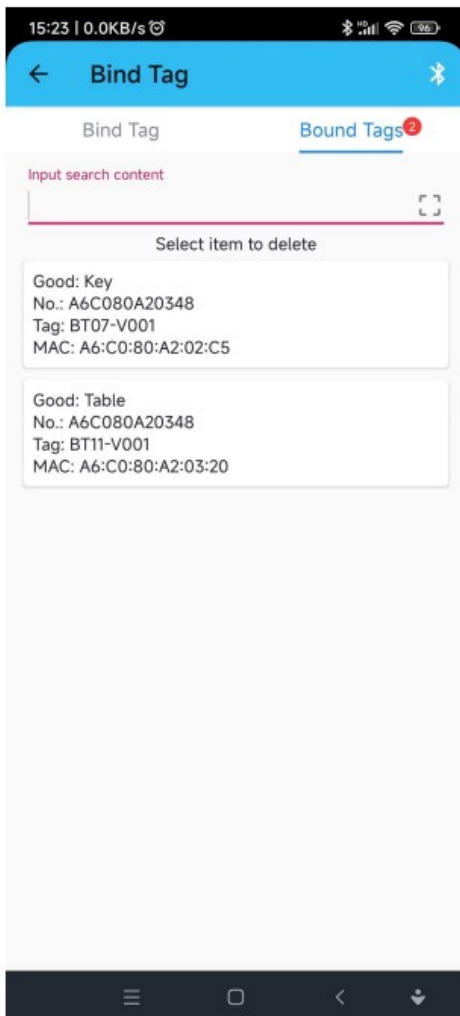 15:23 | 0.0KB/s
HD
96
Bind Tag
Bind Tag
Bound Tags 2
Input search content
Select item to delete
Good: Key
No.: A6C080A20348
Tag: BT07-V001
MAC: A6:C0:80:A2:02:C5
Good: Table
No.: A6C080A20348
Tag: BT11-V001
MAC: A6:C0:80:A2:03:20